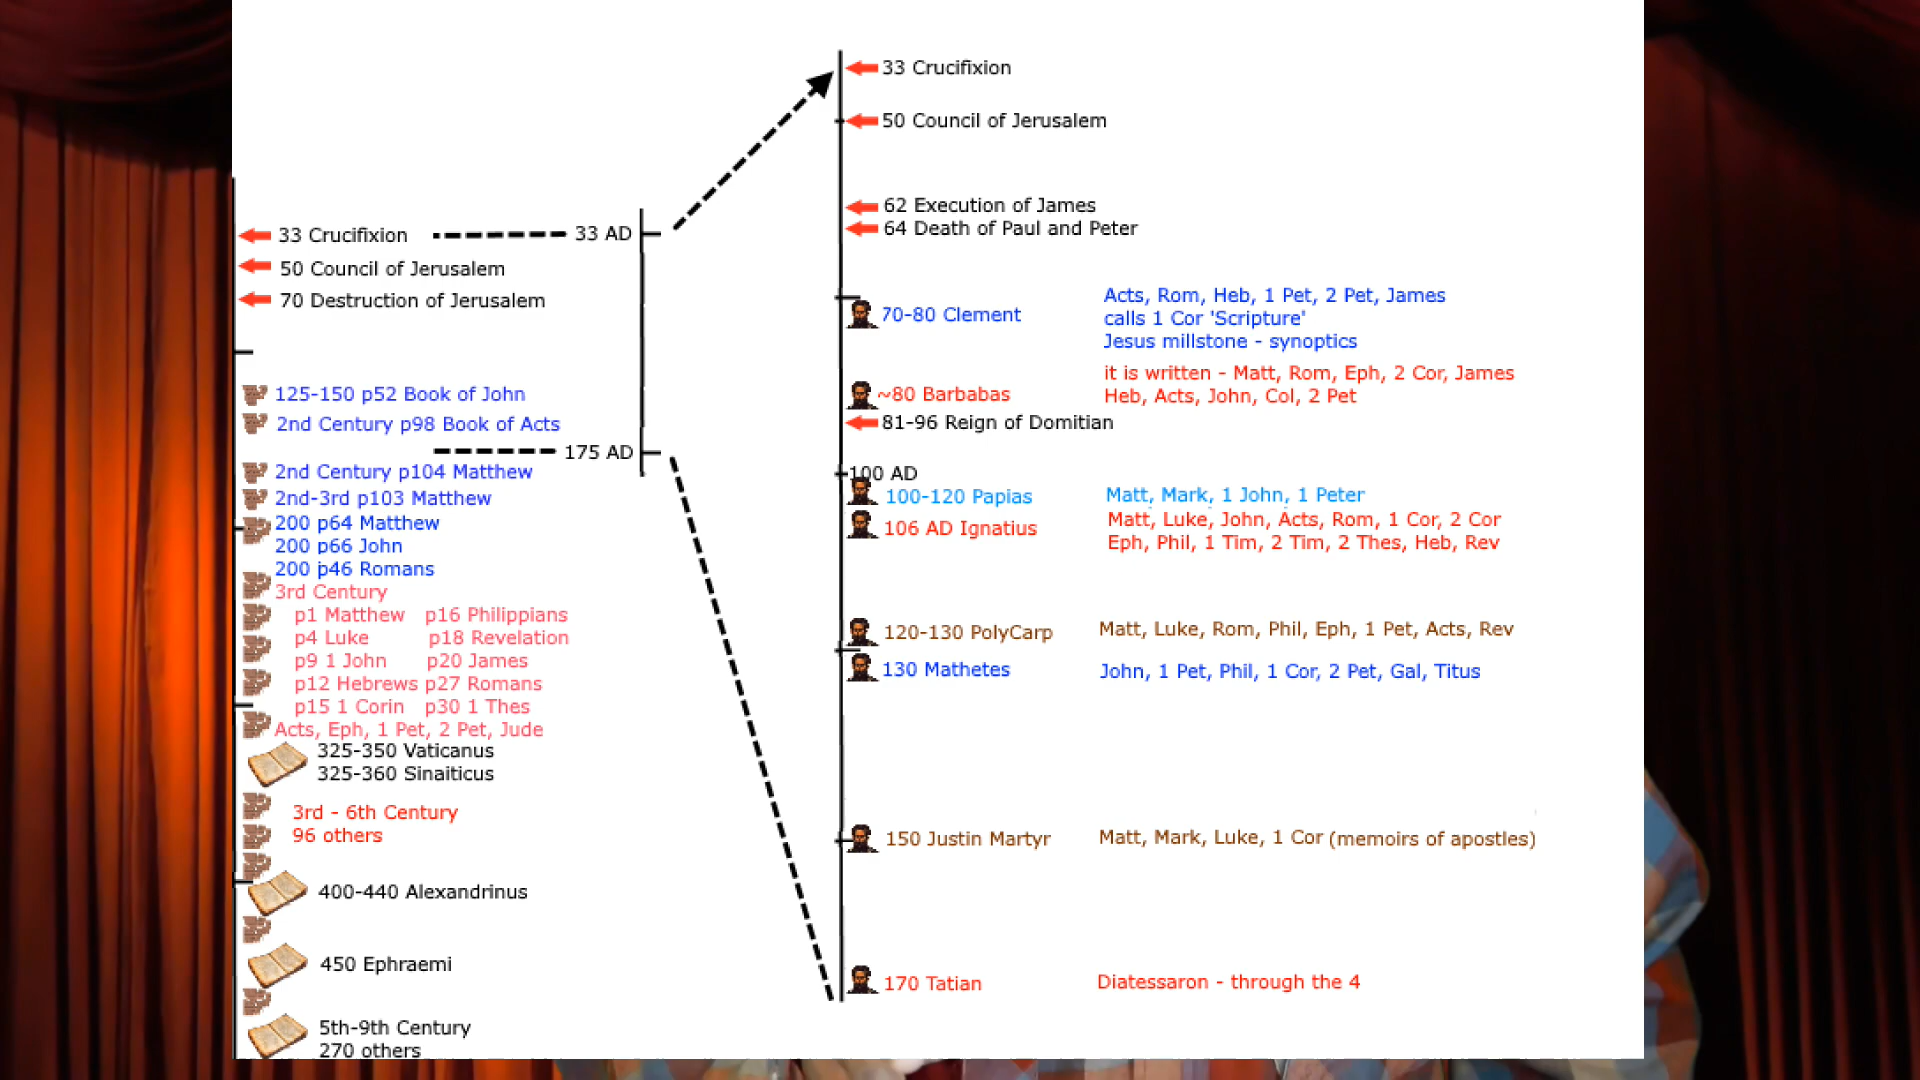 33 Crucifixion
50 Council of Jerusalem
70 Destruction of Jerusalem
33 AD
125-150 p52 Book of John
2nd Century p98 Book of Acts
175 AD
2nd Century p104 Matthew
2nd-3rd p103 Matthew
200 p64 Matthew
200 p66 John
200 p46 Romans
3rd Century
p1 Matthew p16 Philippians
p4 Luke p18 Revelation
p9 1 John p20 James
p12 Hebrews p27 Romans
p15 1 Corin p30 1 Thes
Acts, Eph, 1 Pet, 2 Pet, Jude
325-350 Vaticanus
325-360 Sinaiticus
3rd - 6th Century
96 others
400-440 Alexandrinus
450 Ephraemi
5th-9th Century
270 others
33 Crucifixion
50 Council of Jerusalem
62 Execution of James
64 Death of Paul and Peter
70-80 Clement
Acts, Rom, Heb, 1 Pet, 2 Pet, James
calls 1 Cor 'Scripture'
Jesus millstone - synoptics
~80 Barbabas
it is written - Matt, Rom, Eph, 2 Cor, James
Heb, Acts, John, Col, 2 Pet
81-96 Reign of Domitian
100 AD
100-120 Papias
Matt, Mark, 1 John, 1 Peter
106 AD Ignatius
Matt, Luke, John, Acts, Rom, 1 Cor, 2 Cor
Eph, Phil, 1 Tim, 2 Tim, 2 Thes, Heb, Rev
120-130 PolyCarp
Matt, Luke, Rom, Phil, Eph, 1 Pet, Acts, Rev
130 Mathetes
John, 1 Pet, Phil, 1 Cor, 2 Pet, Gal, Titus
150 Justin Martyr
Matt, Mark, Luke, 1 Cor (memoirs of apostles)
170 Tatian
Diatessaron - through the 4